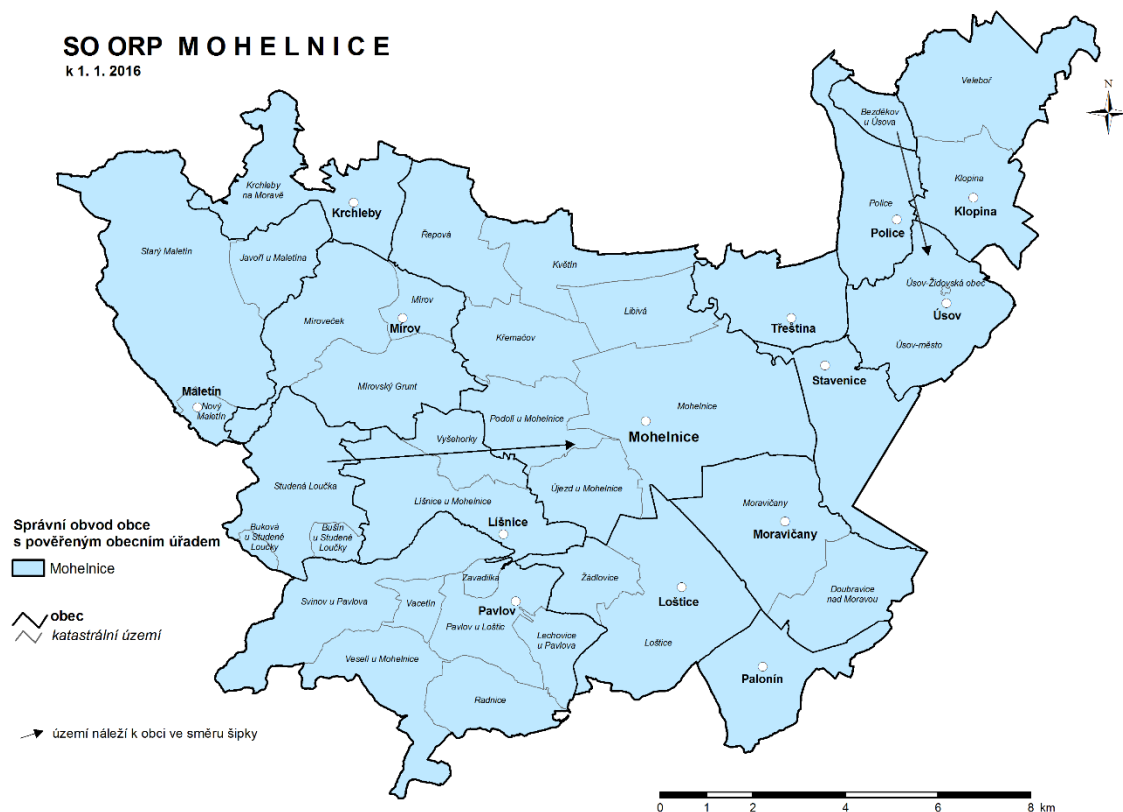 SO ORP M O H E L N I C E
k 1. 1. 2016
N
Veleboř
Bezděkov
u Úsova
Krchleby
na Moravě
Krchleby
Klopina
Klopina
Police
Police
Řepová
Starý Maletín
Javoří u Maletína
Květín
Úsov-Židovská obec
Úsov
Mírov
Mírov
Míroveček
Libivá
Třeština
Křemačov
Úsov-město
Stavenice
Mírovský Grunt
Maletín
Nový
Maletín
Podolí u Mohelnice
Mohelnice
Mohelnice
Vyšehorky
Studená Loučka
Líšnice u Mohelnice
Újezd u Mohelnice
Moravičany
Moravičany
Líšnice
Buková
u Studené
Loučky
Bušín
u Studené
Loučky
Správní obvod obce
s pověřeným obecním úřadem
Mohelnice
Zavadilka
Žádlovice
Loštice
Doubravice
nad Moravou
Svinov u Pavlova
Vacetín
Pavlov
Pavlov u Loštic
obec
katastrální území
Lechovice
u Pavlova
Loštice
Veselí u Mohelnice
Palonín
Radnice
území náleží k obci ve směru šipky
0 1 2 4 6 8 km